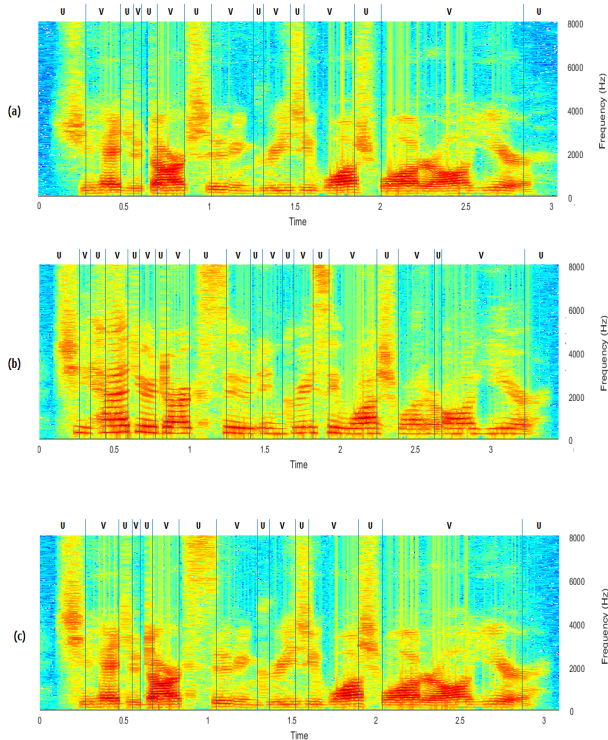 U V U V U V U V U V U V U V U
8000
6000
4000
2000
0
Frequency (Hz)
(a)
0 0.5 1 1.5 2 2.5 3
Time
U V U V U V U V U V U V U V U V U V U V U
8000
6000
4000
2000
0
Frequency (Hz)
(b)
0 0.5 1 1.5 2 2.5 3
Time
U V U V U V U V U V U V U V U
8000
6000
4000
2000
0
Frequency (Hz)
(c)
0 0.5 1 1.5 2 2.5 3
Time